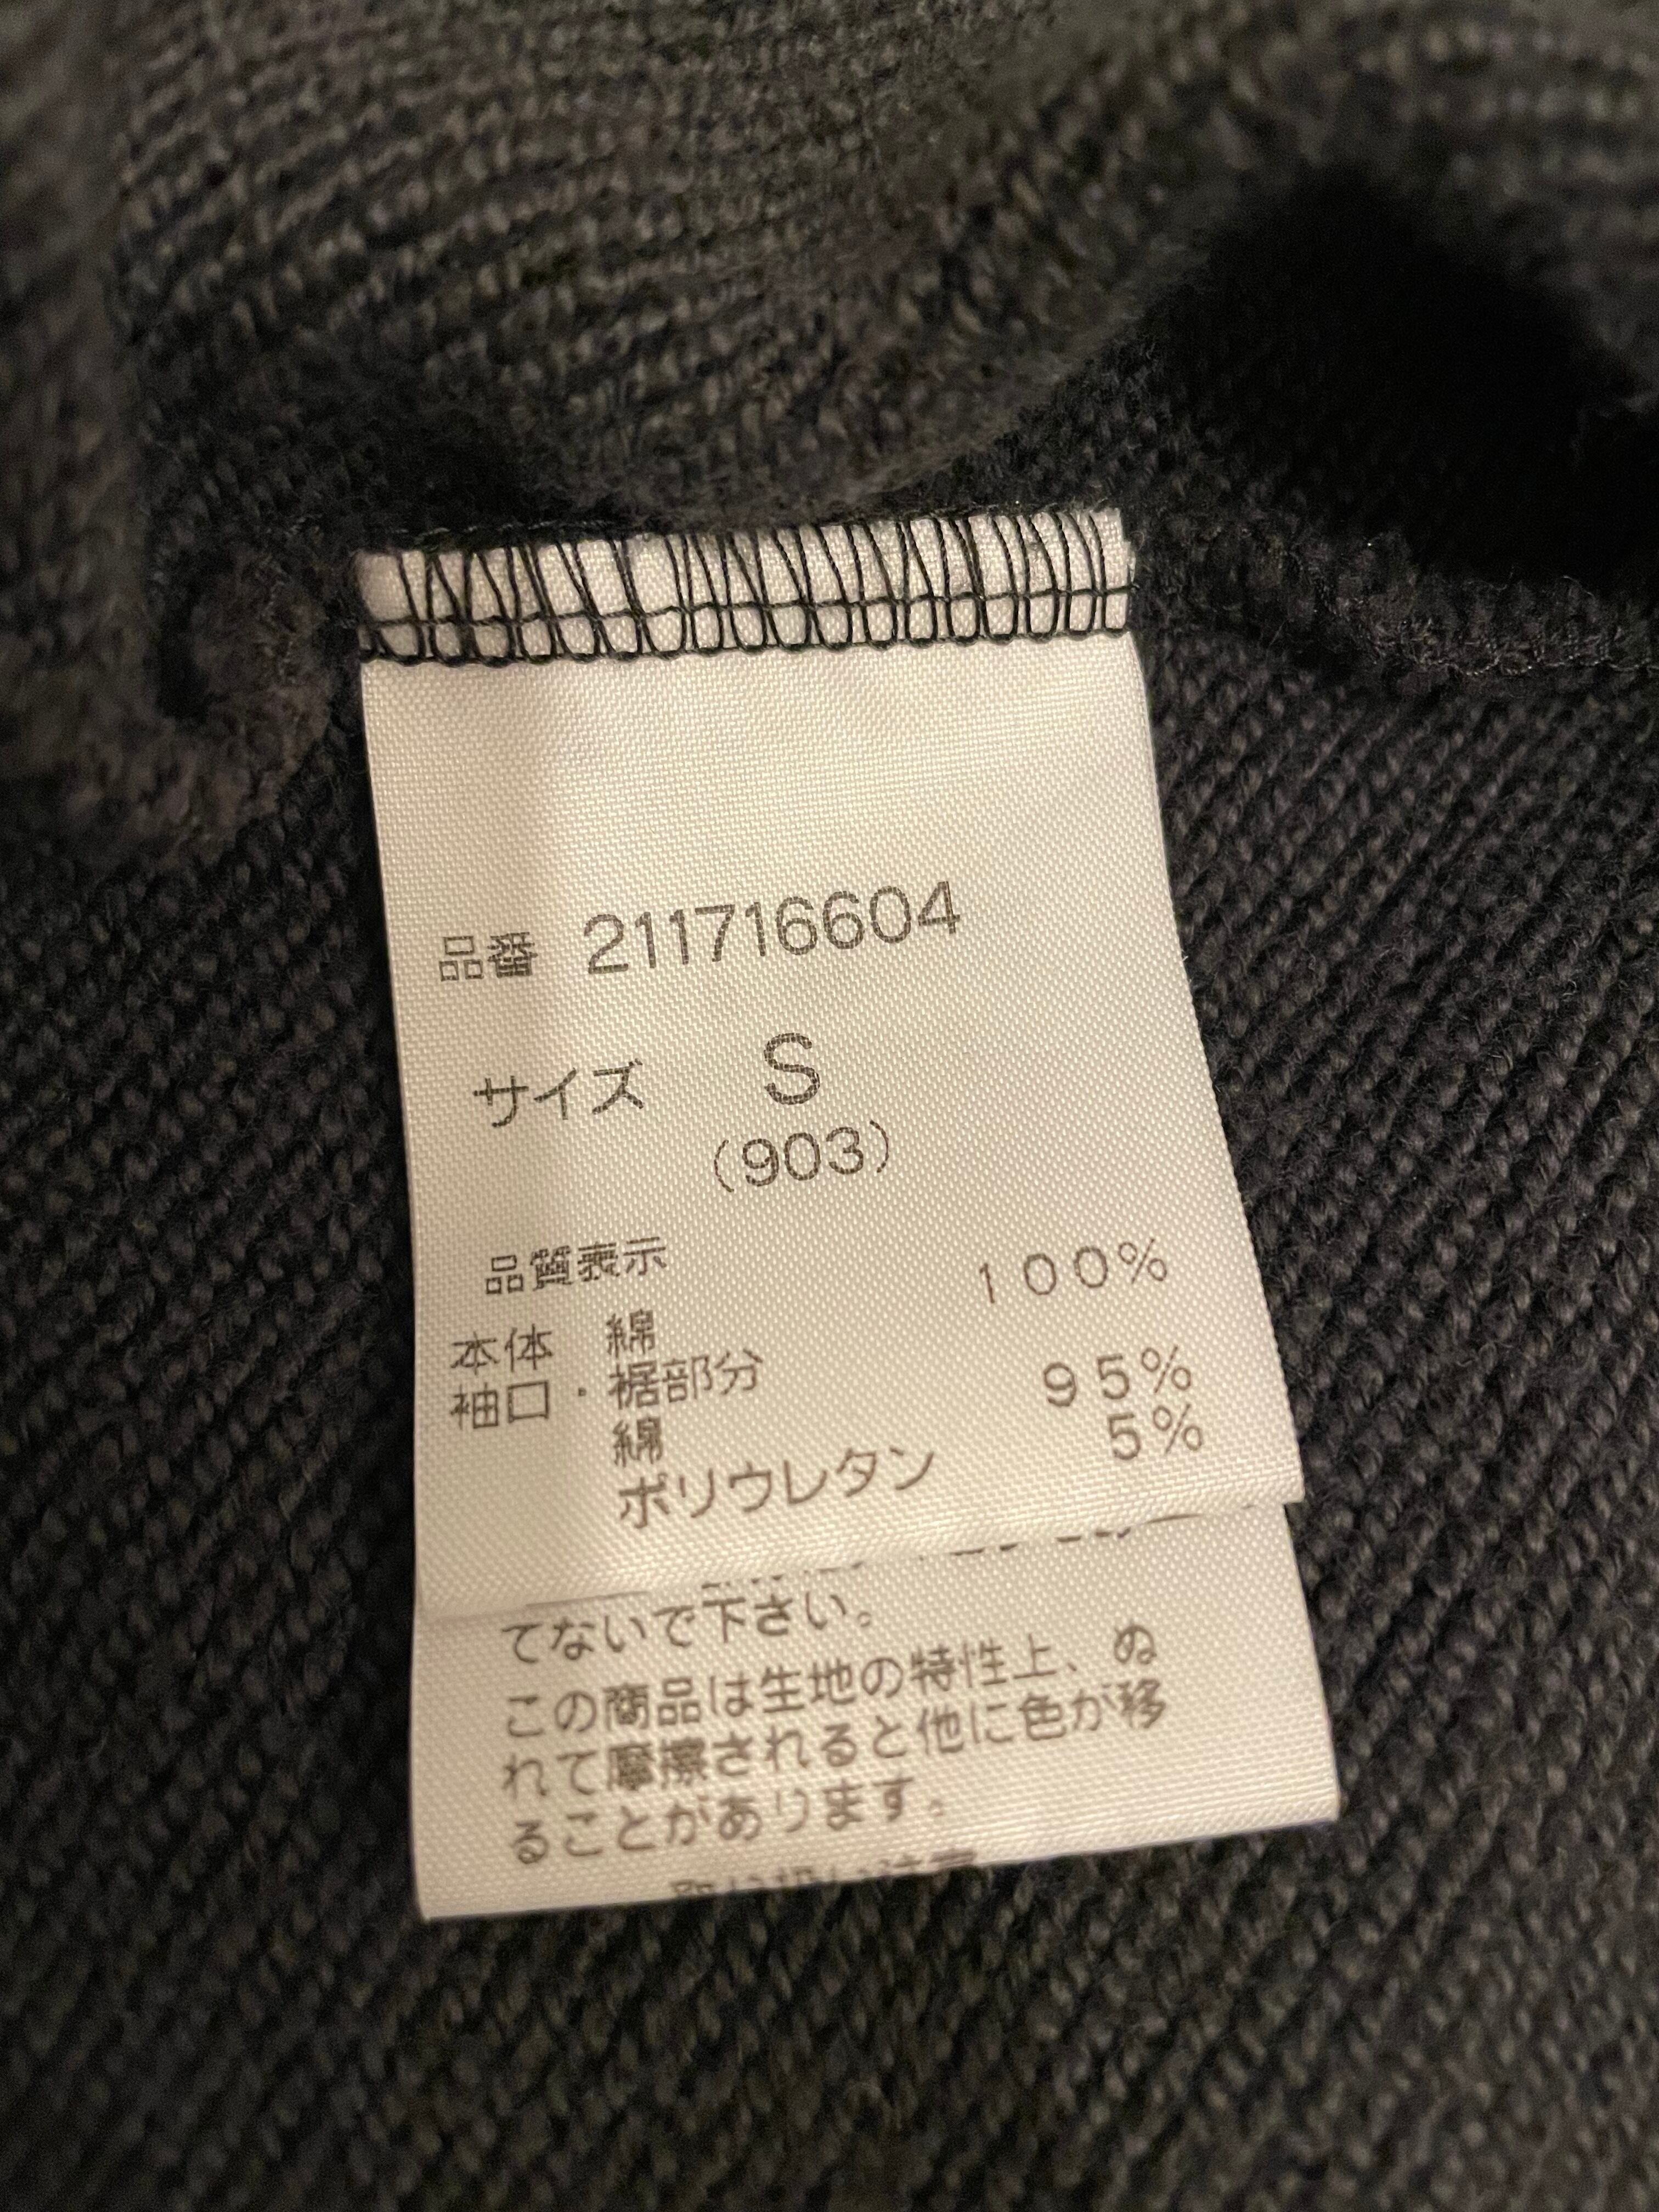 品番 211716604
サイズ S
(903)
品質表示
本体 綿 100%
袖口・裾部分
綿 95%
ポリウレタン 5%
てないで下さい。
この商品は生地の特性上、ぬ
れて摩擦されると他に色が移
ることがあります。